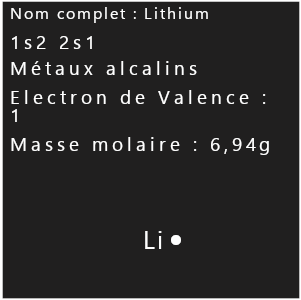 Nom complet : Lithium
1s2 2s1
Métaux alcalins
Electron de Valence :
1
Masse molaire : 6,94g
Li